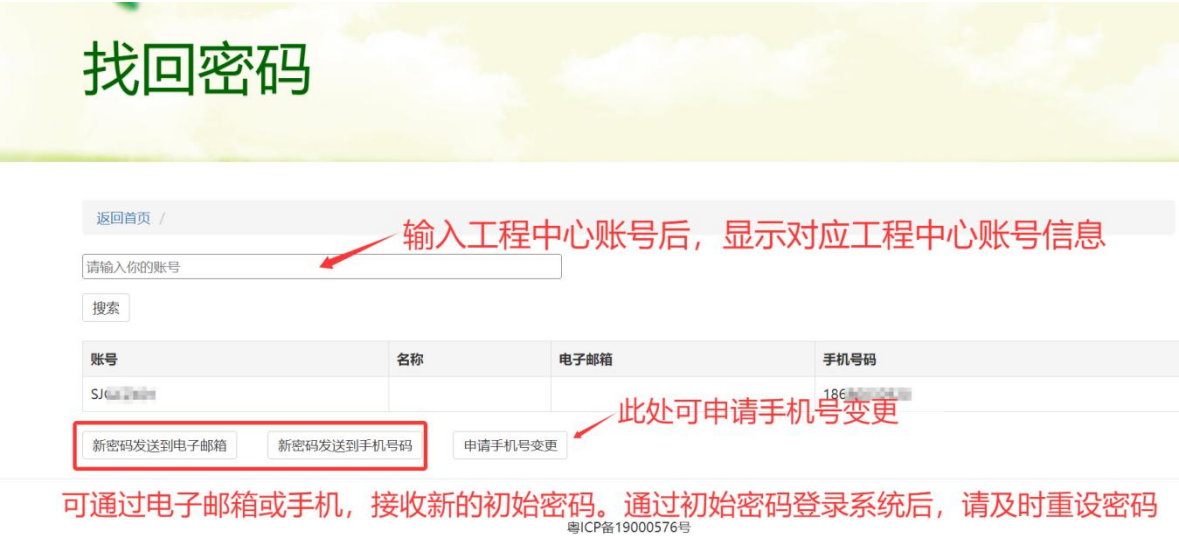 找回密码
返回首页 /
输入工程中心账号后，显示对应工程中心账号信息
请输入你的账号
搜索
账号 名称 电子邮箱 手机号码
SJ 186
此处可申请手机号变更
新密码发送到电子邮箱 新密码发送到手机号码 申请手机号变更
可通过电子邮箱或手机，接收新的初始密码。通过初始密码登录系统后，请及时重设密码
粤ICP备19000576号